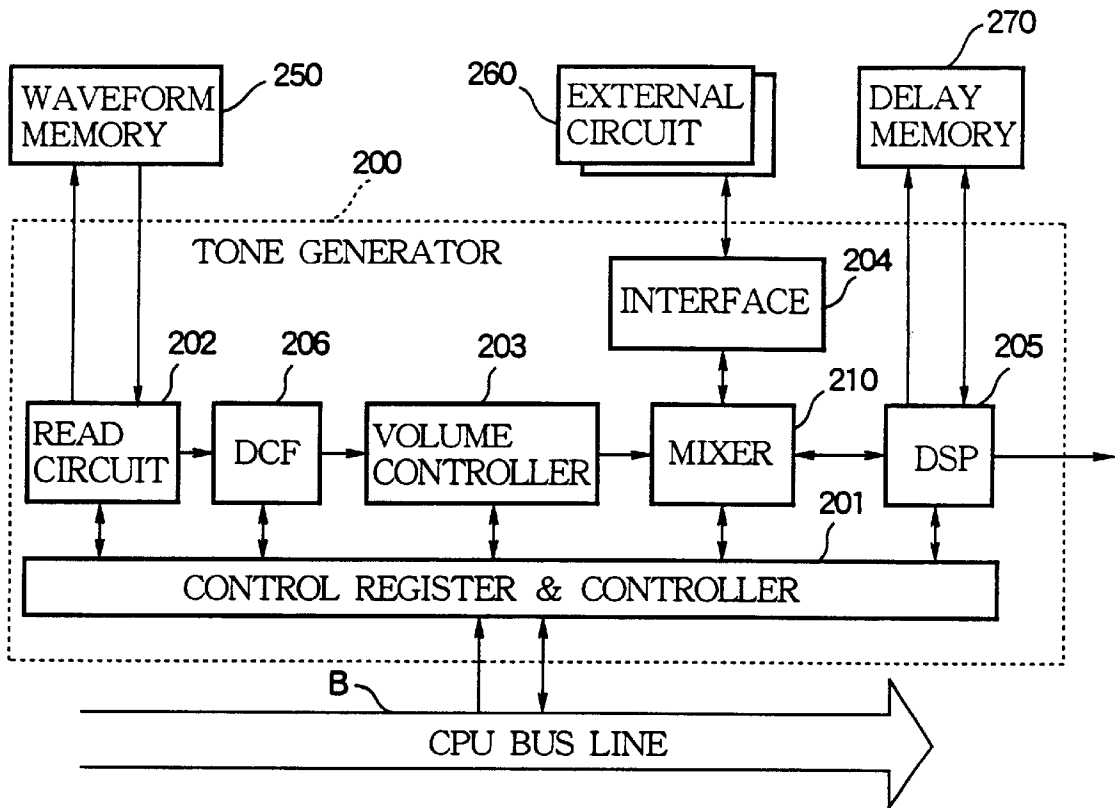 250
WAVEFORM
MEMORY
260
EXTERNAL
CIRCUIT
270
DELAY
MEMORY
200
TONE GENERATOR
204
INTERFACE
202
READ
CIRCUIT
206
DCF
203
VOLUME
CONTROLLER
210
MIXER
205
DSP
201
CONTROL REGISTER & CONTROLLER
B
CPU BUS LINE